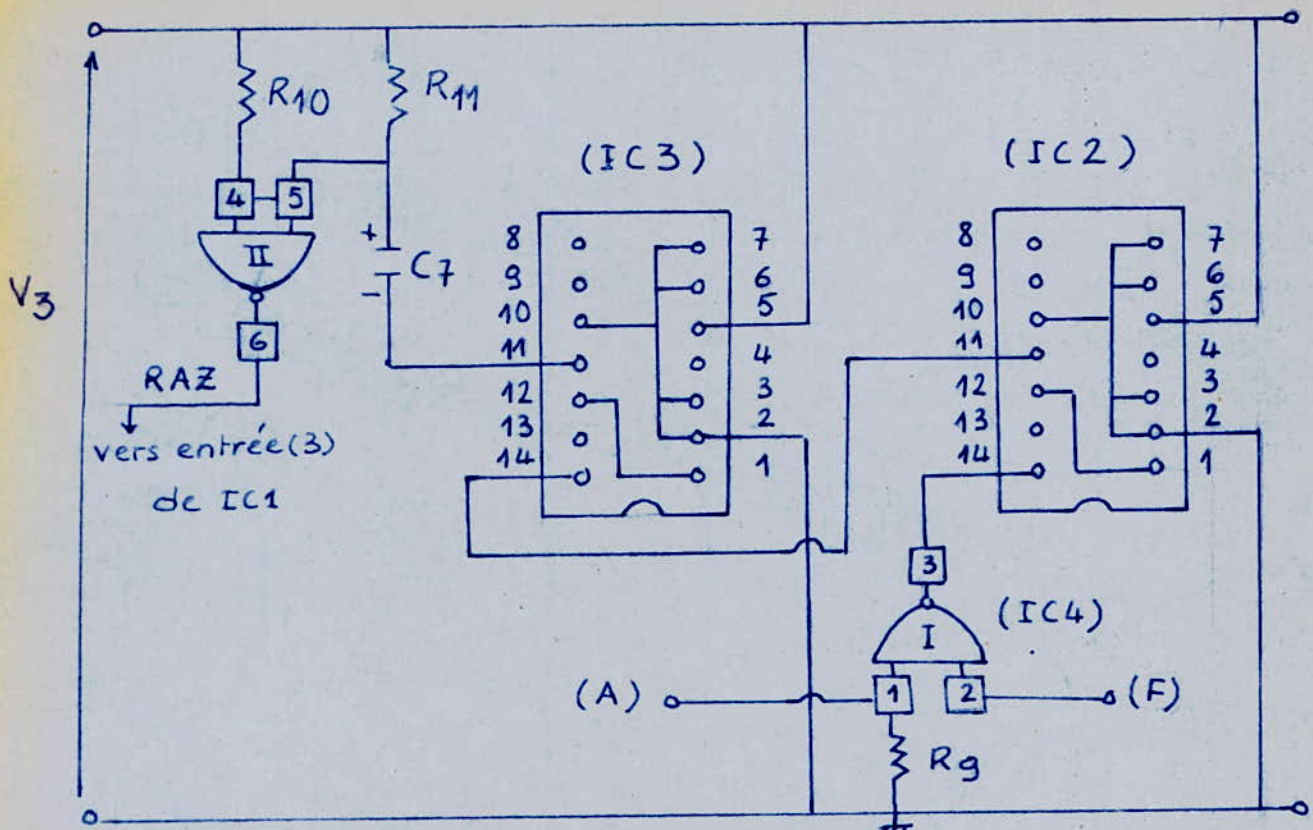 R10
R11
(IC3)
(IC2)
4 5
II
+
C7
-
8 7
9 6
10 5
11 4
12 3
13 2
14 1
8 7
9 6
10 5
11 4
12 3
13 2
14 1
V3
6
RAZ
vers entrée(3)
de IC1
3
(IC4)
I
(A)
1 2
(F)
R9